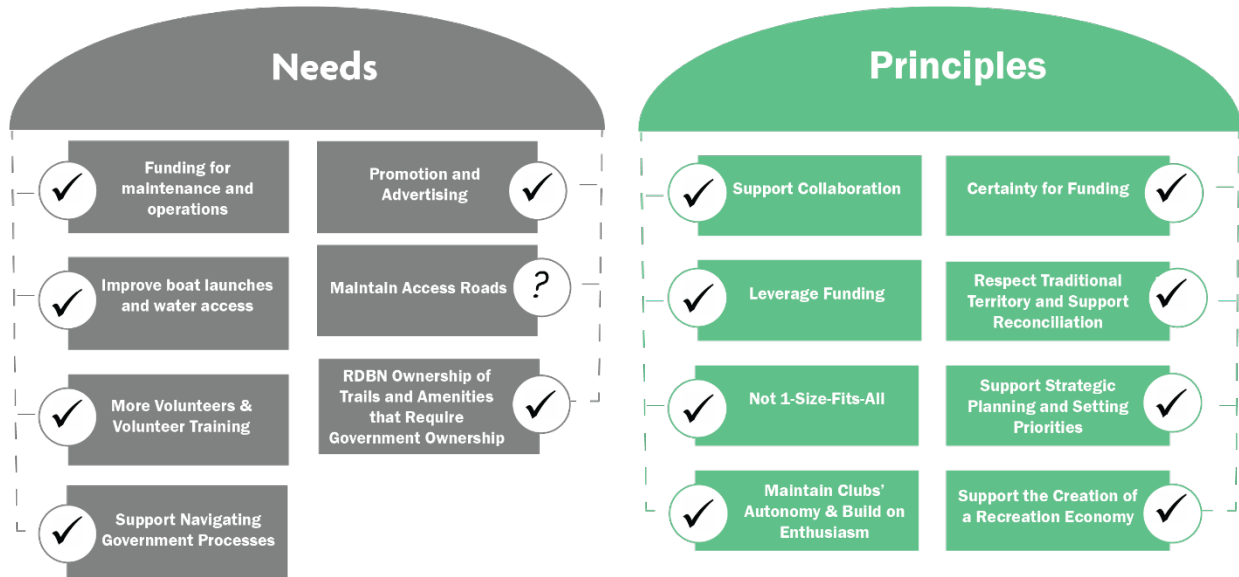 Needs
Funding for
maintenance and
operations
Improve boat launches
and water access
More Volunteers &
Volunteer Training
Support Navigating
Government Processes
Promotion and
Advertising
Maintain Access Roads
?
RDBN Ownership of
Trails and Amenities
that Require
Government Ownership
Principles
Support Collaboration
Leverage Funding
Not 1-Size-Fits-All
Maintain Clubs'
Autonomy & Build on
Enthusiasm
Certainty for Funding
Respect Traditional
Territory and Support
Reconciliation
Support Strategic
Planning and Setting
Priorities
Support the Creation of
a Recreation Economy